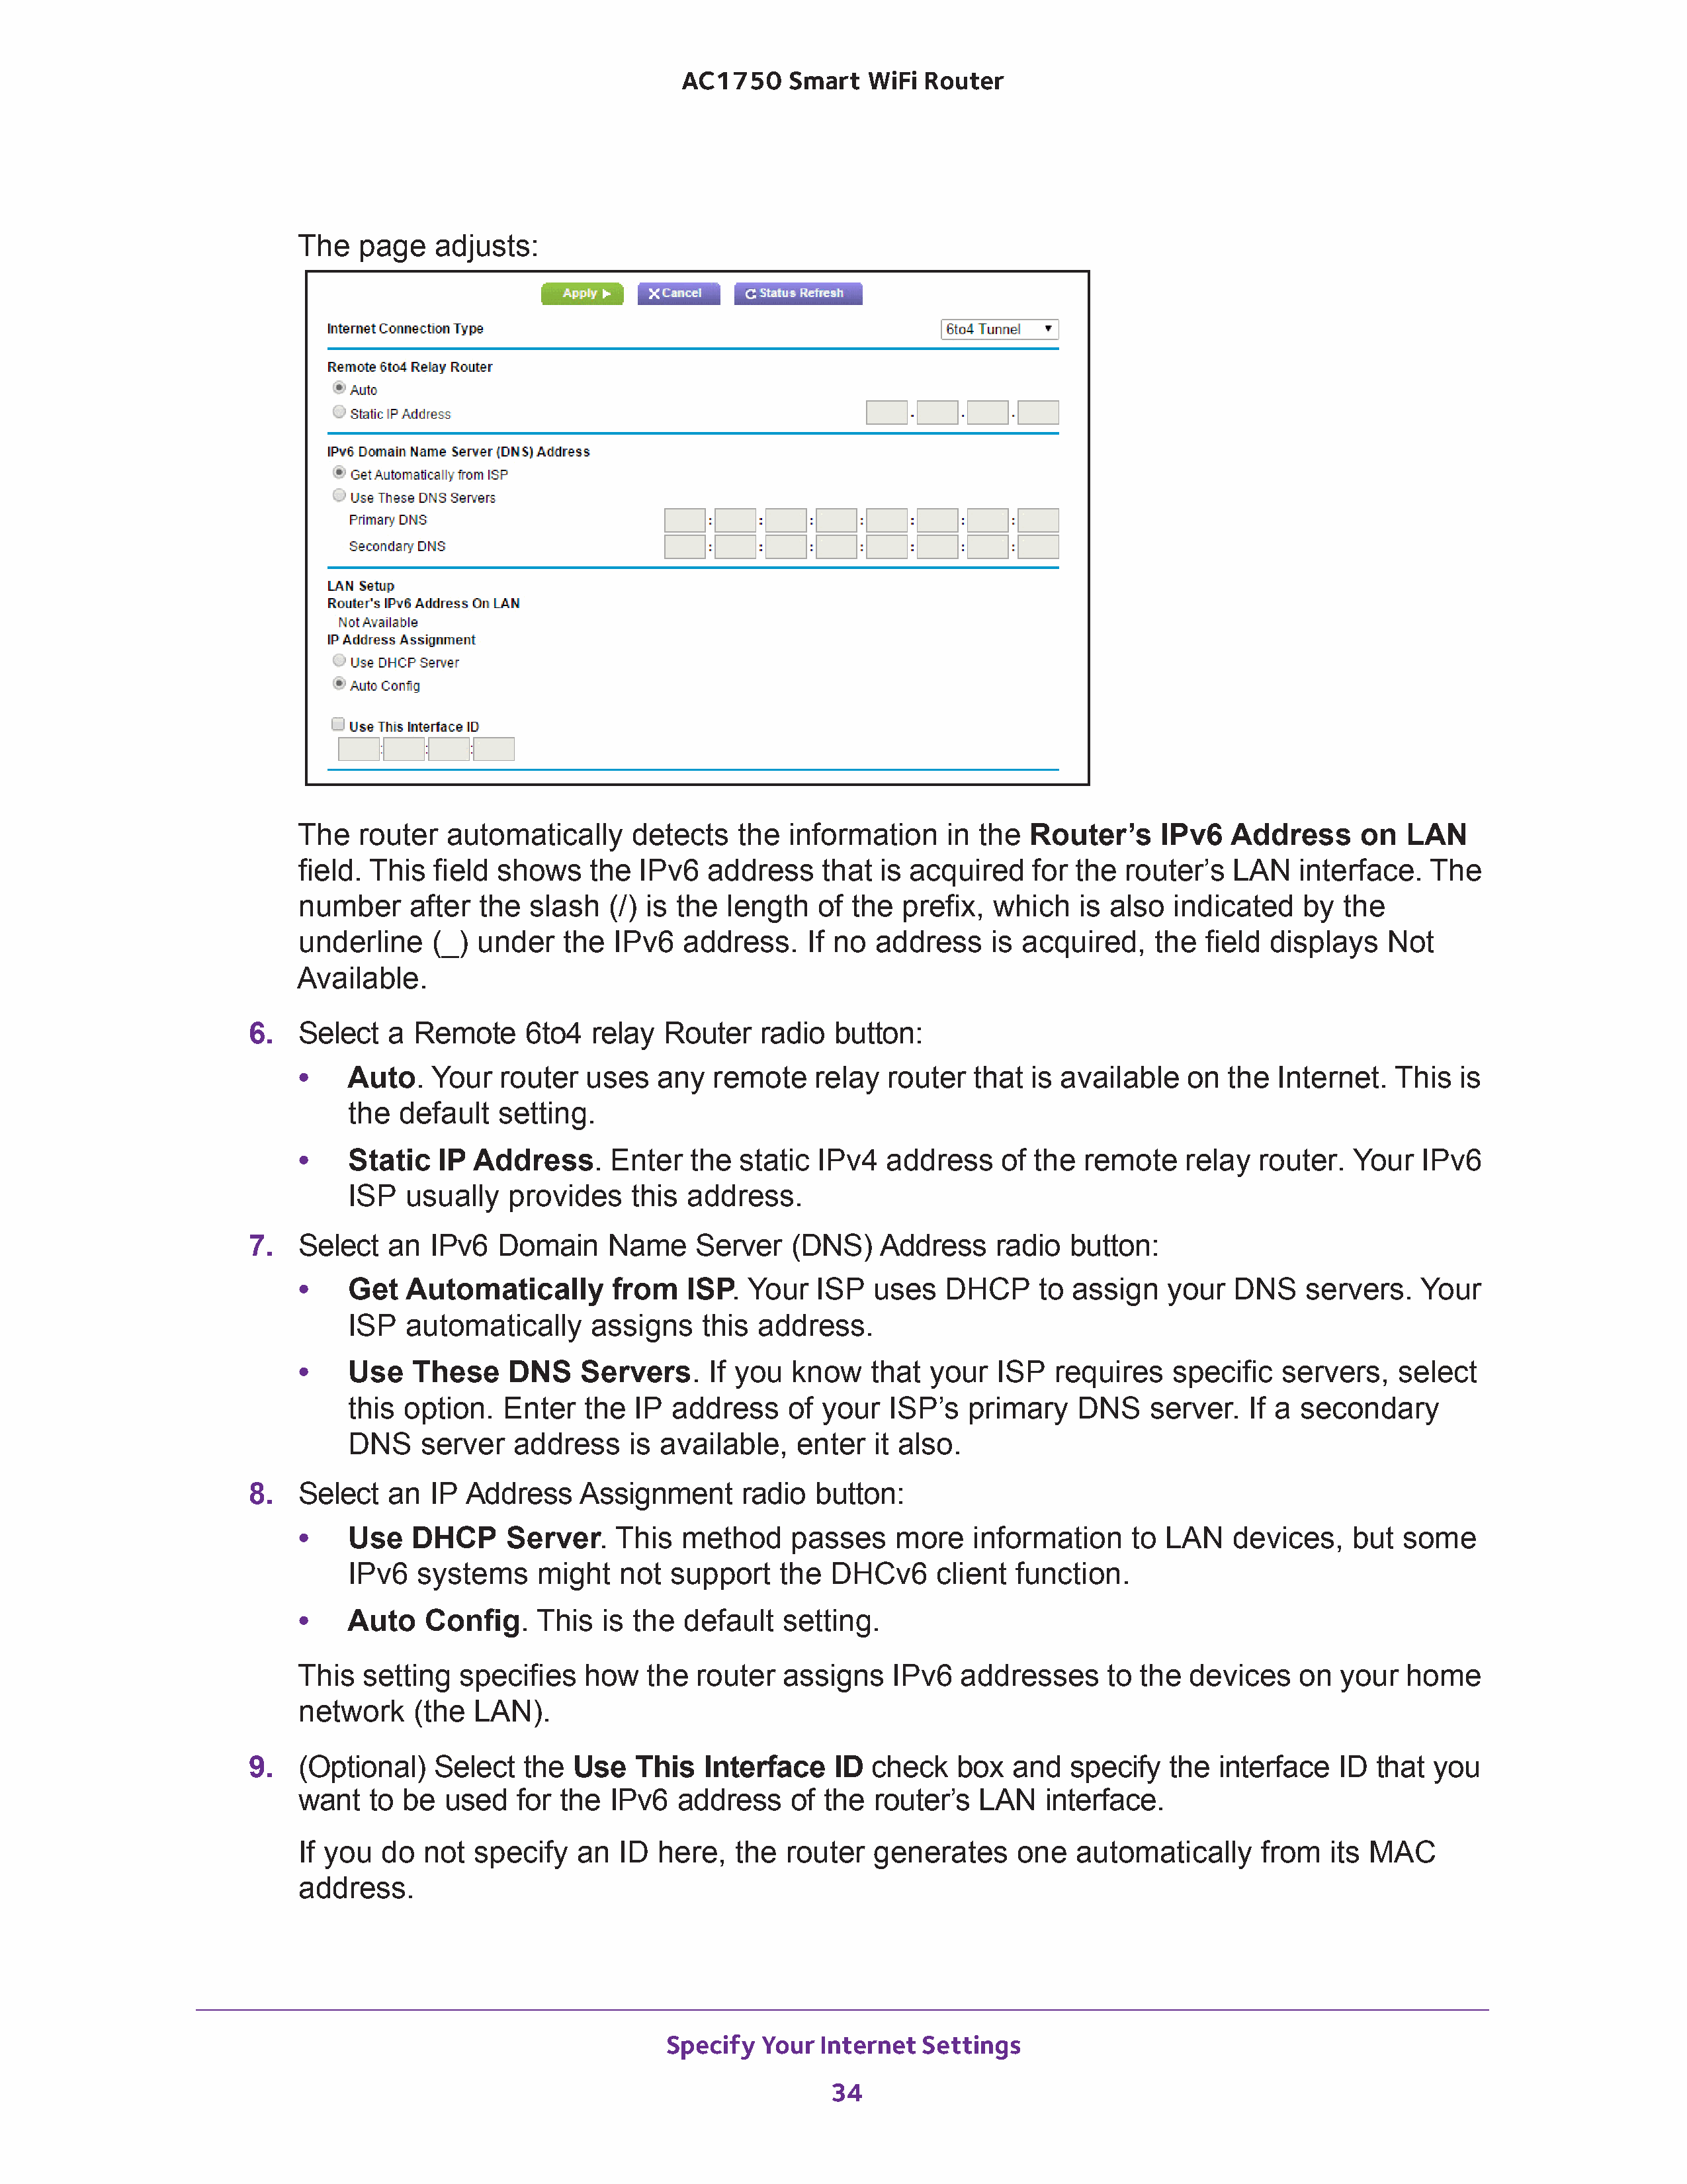 AC1750 Smart WiFi Router
The page adjusts:
Apply ▶ X Cancel Status Refresh
Internet Connection Type 6to4 Tunnel ▼
Remote 6to4 Relay Router
Auto
Static IP Address . . .
IPv6 Domain Name Server (DNS) Address
Get Automatically from ISP
Use These DNS Servers
Primary DNS : : : : : : :
Secondary DNS : : : : : : :
LAN Setup
Router's IPv6 Address On LAN
Not Available
IP Address Assignment
Use DHCP Server
Auto Config
Use This Interface ID
: : :
The router automatically detects the information in the Router’s IPv6 Address on LAN
field. This field shows the IPv6 address that is acquired for the router’s LAN interface. The
number after the slash (/) is the length of the prefix, which is also indicated by the
underline (_) under the IPv6 address. If no address is acquired, the field displays Not
Available.
6. Select a Remote 6to4 relay Router radio button:
• Auto. Your router uses any remote relay router that is available on the Internet. This is
the default setting.
• Static IP Address. Enter the static IPv4 address of the remote relay router. Your IPv6
ISP usually provides this address.
7. Select an IPv6 Domain Name Server (DNS) Address radio button:
• Get Automatically from ISP. Your ISP uses DHCP to assign your DNS servers. Your
ISP automatically assigns this address.
• Use These DNS Servers. If you know that your ISP requires specific servers, select
this option. Enter the IP address of your ISP’s primary DNS server. If a secondary
DNS server address is available, enter it also.
8. Select an IP Address Assignment radio button:
• Use DHCP Server. This method passes more information to LAN devices, but some
IPv6 systems might not support the DHCv6 client function.
• Auto Config. This is the default setting.
This setting specifies how the router assigns IPv6 addresses to the devices on your home
network (the LAN).
9. (Optional) Select the Use This Interface ID check box and specify the interface ID that you
want to be used for the IPv6 address of the router’s LAN interface.
If you do not specify an ID here, the router generates one automatically from its MAC
address.
Specify Your Internet Settings
34